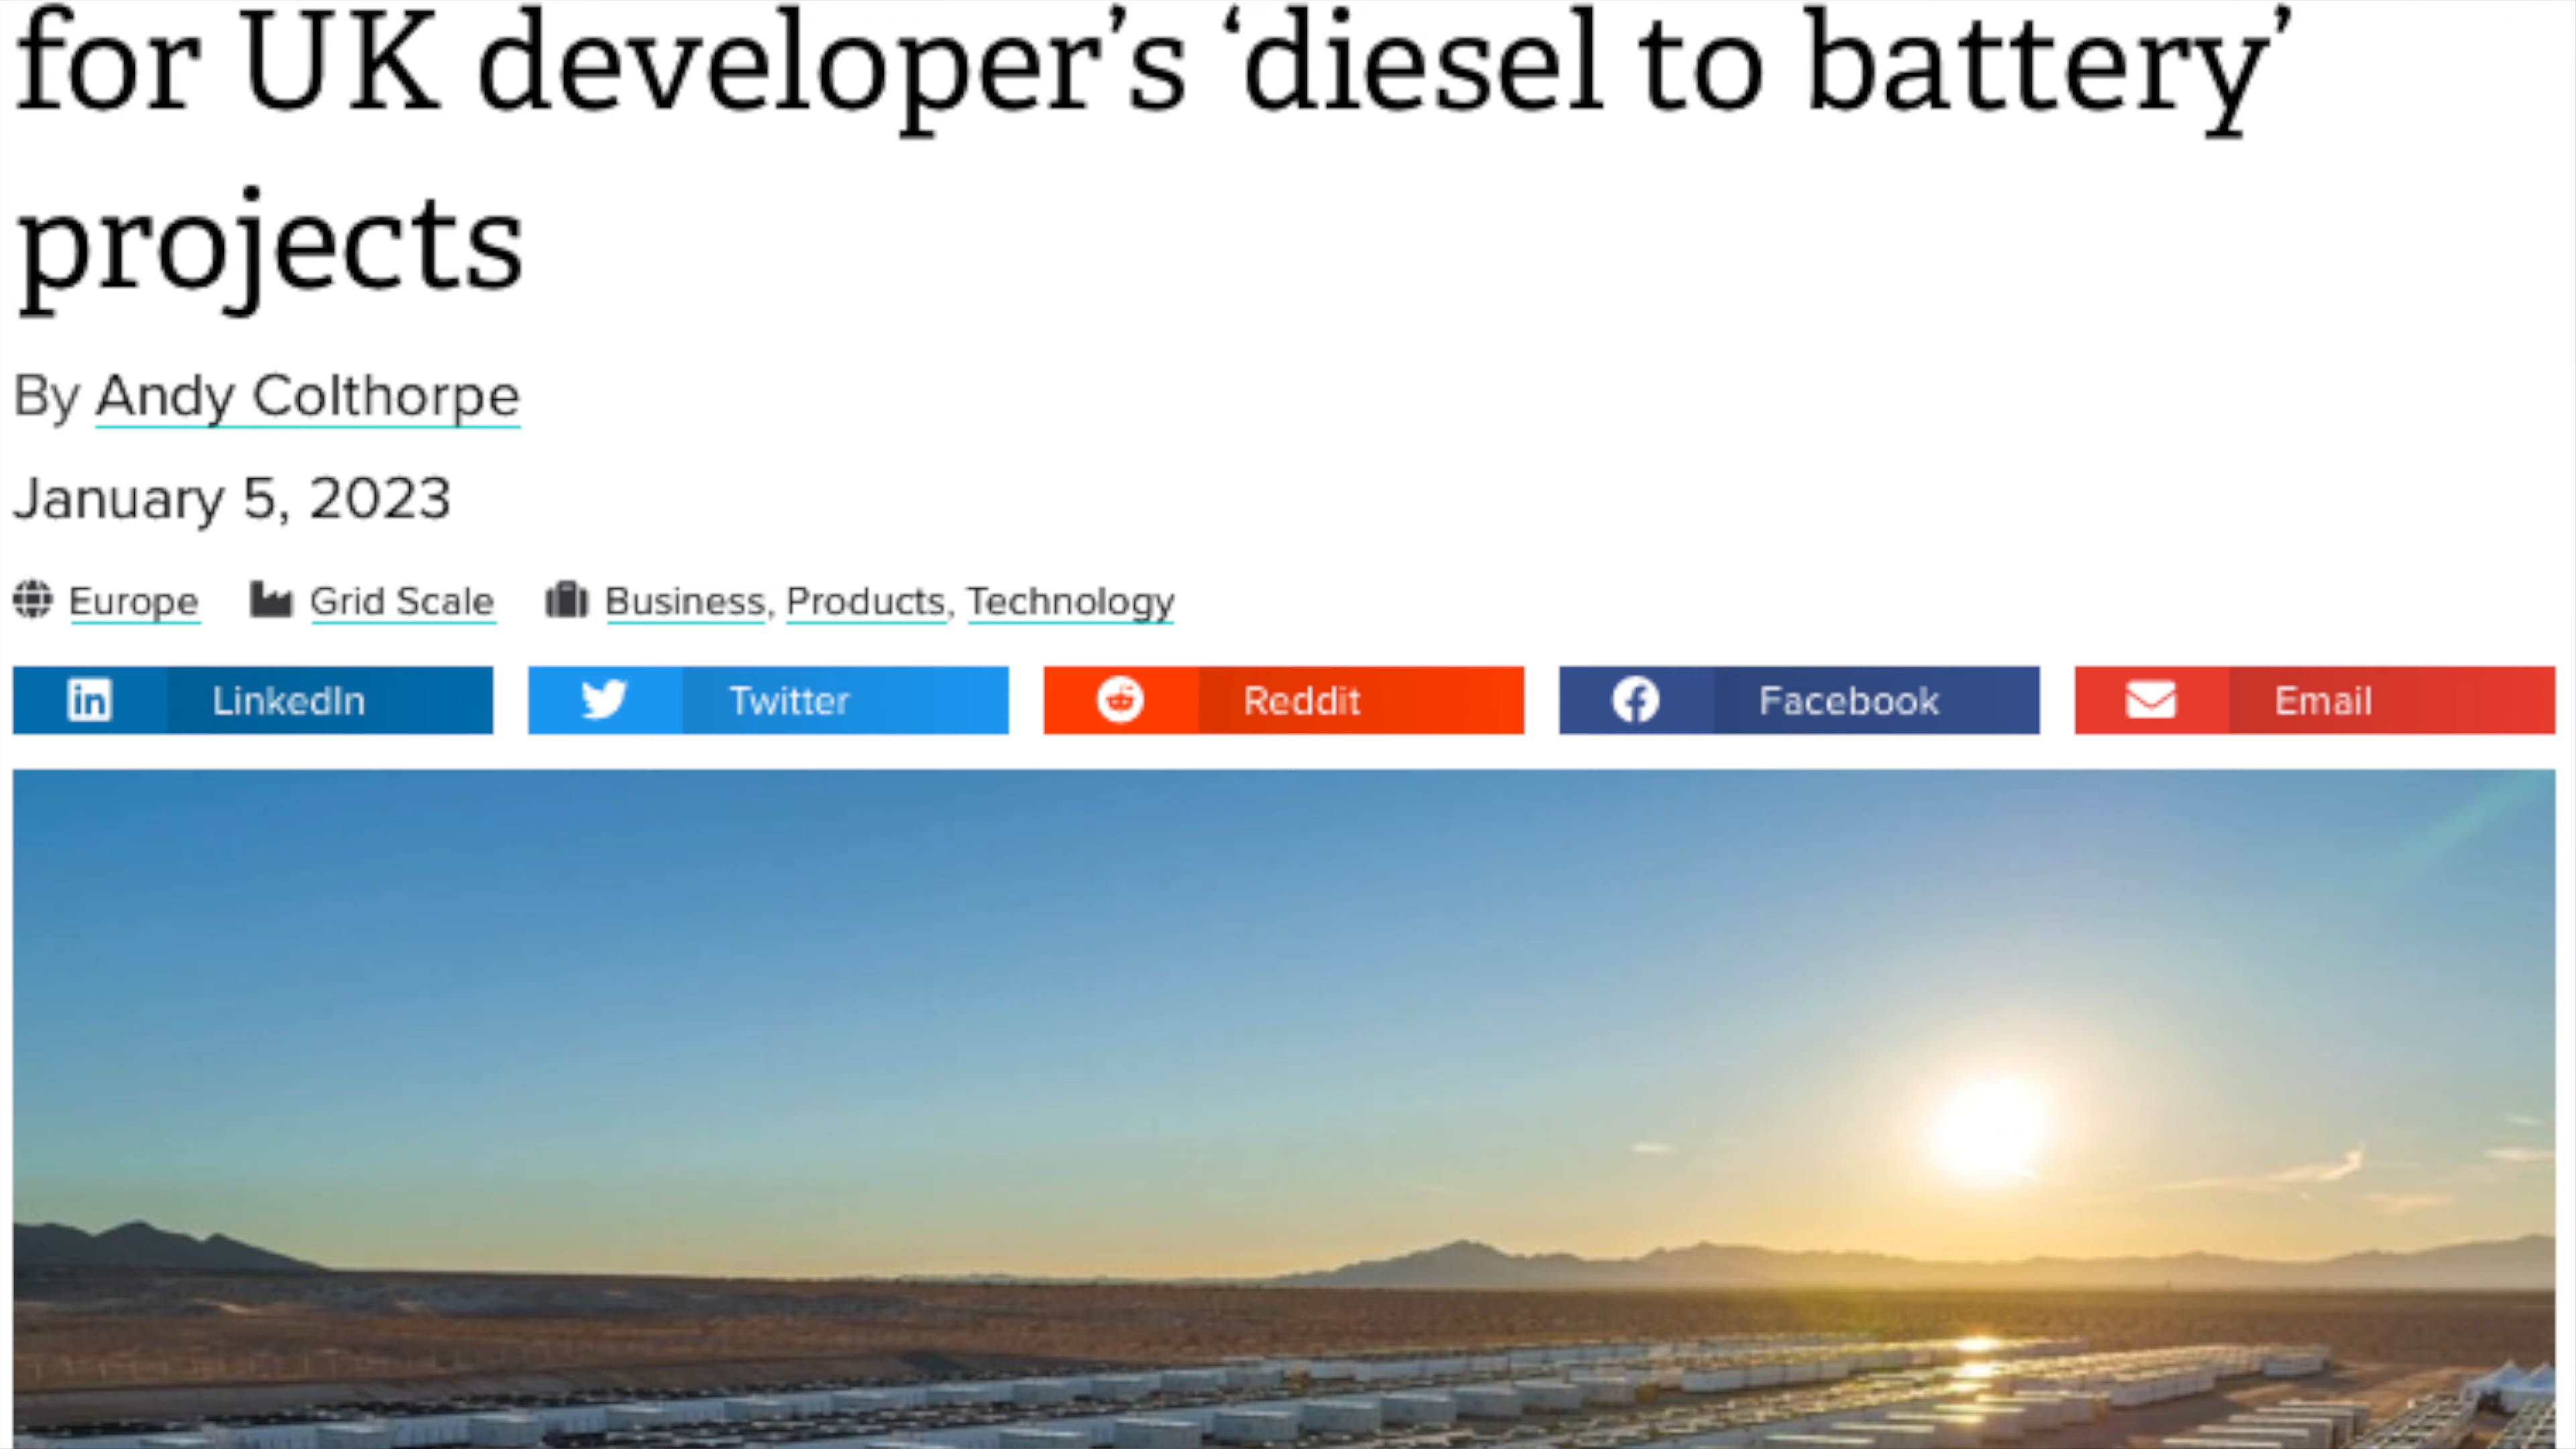 for UK developer’s ‘diesel to battery’
projects
By Andy Colthorpe
January 5, 2023
Europe Grid Scale Business, Products, Technology
LinkedIn Twitter Reddit Facebook Email